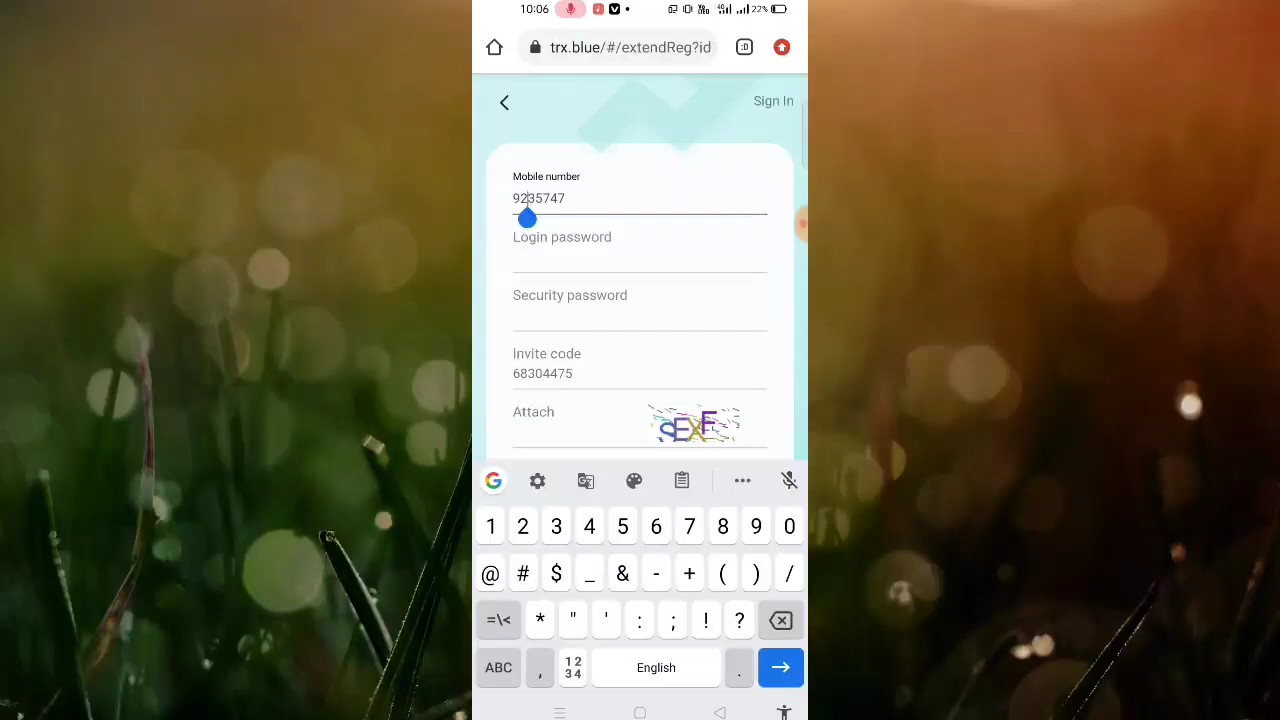 10:06
22%
trx.blue/#/extendReg?id
:D
Sign In
Mobile number
9235747
Login password
Security password
Invite code
68304475
Attach
sEXF
G
1 2 3 4 5 6 7 8 9 0
@ # $ _ & - + ( ) /
=\< * " ' : ; ! ?
ABC , 12 34 English .